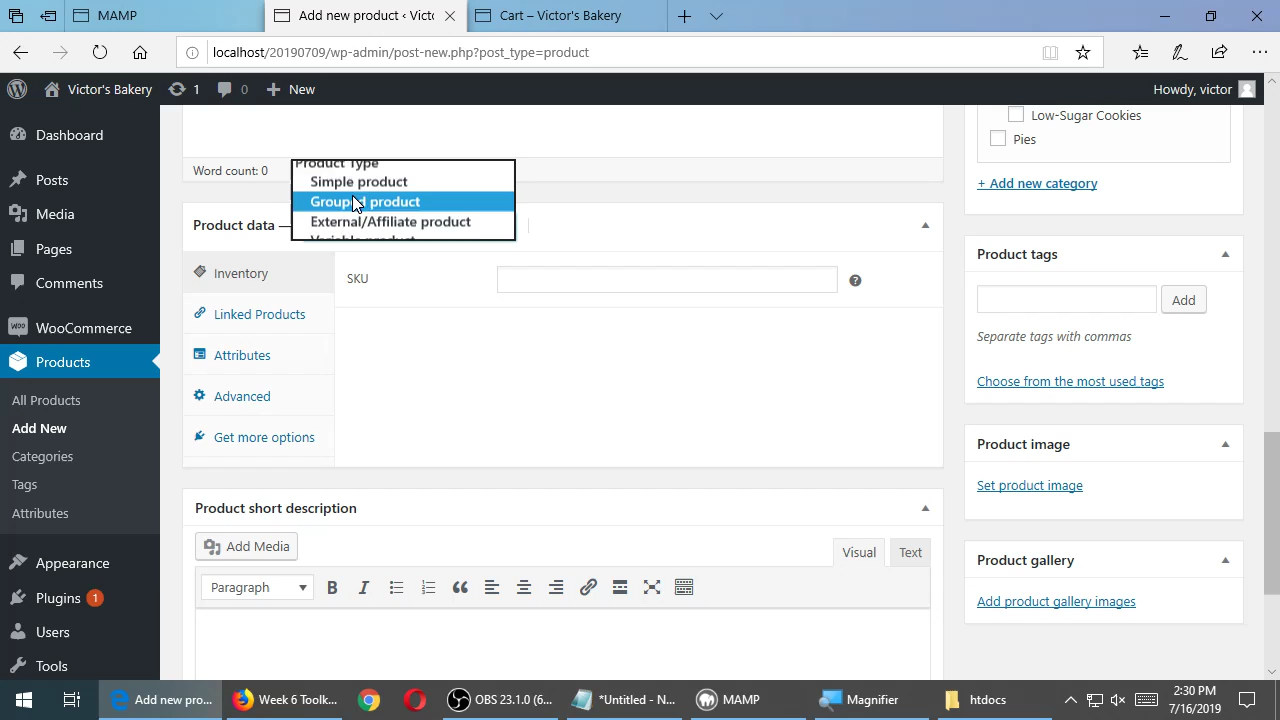 MAMP
Add new product ‹ Victo
Cart – Victor's Bakery
localhost/20190709/wp-admin/post-new.php?post_type=product
Victor's Bakery
1
0
New
Howdy, victor
Dashboard
Posts
Media
Pages
Comments
WooCommerce
Products
All Products
Add New
Categories
Tags
Attributes
Appearance
Plugins 1
Users
Tools
Word count: 0
Product Type
Simple product
Grouped product
External/Affiliate product
Variable product
Product data —
Inventory
Linked Products
Attributes
Advanced
Get more options
SKU
?
Product short description
Add Media
Visual
Text
Paragraph
B
I
Low-Sugar Cookies
Pies
+ Add new category
Product tags
Add
Separate tags with commas
Choose from the most used tags
Product image
Set product image
Product gallery
Add product gallery images
Add new pro...
Week 6 Toolk...
OBS 23.1.0 (6...
*Untitled - N...
MAMP
Magnifier
htdocs
2:30 PM
7/16/2019